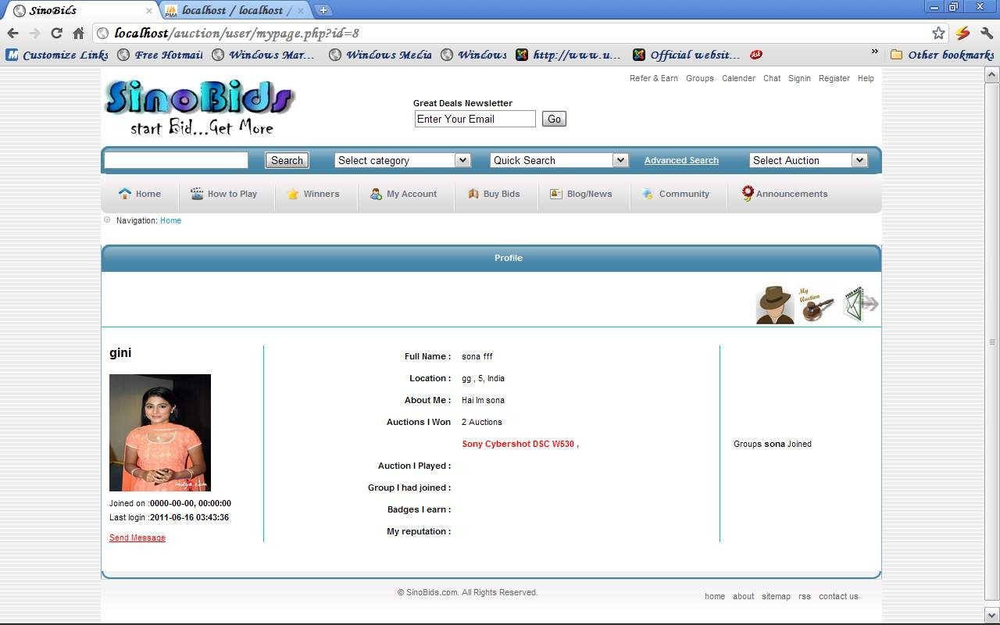 SinoBids
PMA localhost / localhost /
localhost/auction/user/mypage.php?id=8
Customize Links Free Hotmail Windows Mar... Windows Media Windows http://www.u... Official websit... Ask » Other bookmarks
Refer & Earn Groups Calender Chat Signin Register Help
SinoBids
start Bid...Get More
Great Deals Newsletter
Enter Your Email Go
Search Select category Quick Search Advanced Search Select Auction
Home How to Play Winners My Account Buy Bids Blog/News Community Announcements
Navigation: Home
Profile
My Auction
FEED BACK
gini
indya.com
Joined on :0000-00-00, 00:00:00
Last login :2011-06-16 03:43:36
Send Message
Full Name : sona fff
Location : gg , 5, India
About Me : Hai Im sona
Auctions I Won 2 Auctions
Sony Cybershot DSC W530 ,
Auction I Played :
Group I had joined :
Badges I earn :
My reputation :
Groups sona Joined
© SinoBids.com. All Rights Reserved.
home about sitemap rss contact us